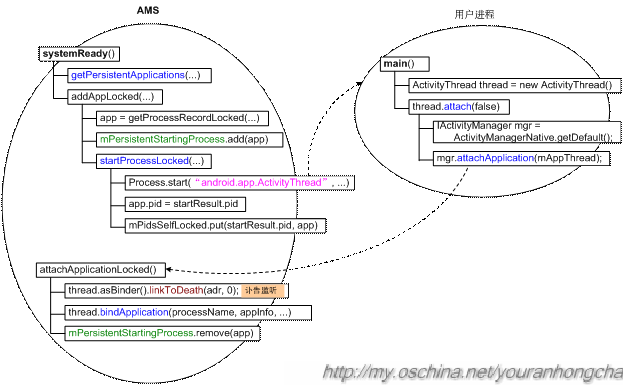 AMS
systemReady()
getPersistentApplications(...)
addAppLocked(...)
app = getProcessRecordLocked(...)
mPersistentStartingProcess.add(app)
startProcessLocked(...)
Process.start(“android.app.ActivityThread”, ...)
app.pid = startResult.pid
mPidsSelfLocked.put(startResult.pid, app)
attachApplicationLocked()
thread.asBinder().linkToDeath(adr, 0); 讣告监听
thread.bindApplication(processName, appInfo, ...)
mPersistentStartingProcess.remove(app)
用户进程
main()
ActivityThread thread = new ActivityThread()
thread.attach(false)
IActivityManager mgr =
ActivityManagerNative.getDefault();
mgr.attachApplication(mAppThread);
http://my.oschina.net/youranhongcha